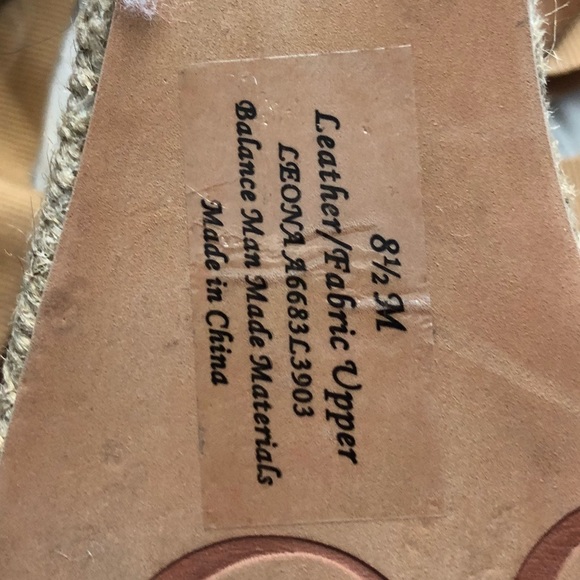 8½ M
Leather/Fabric Upper
LEONA A6683L3903
Balance Man Made Materials
Made in China